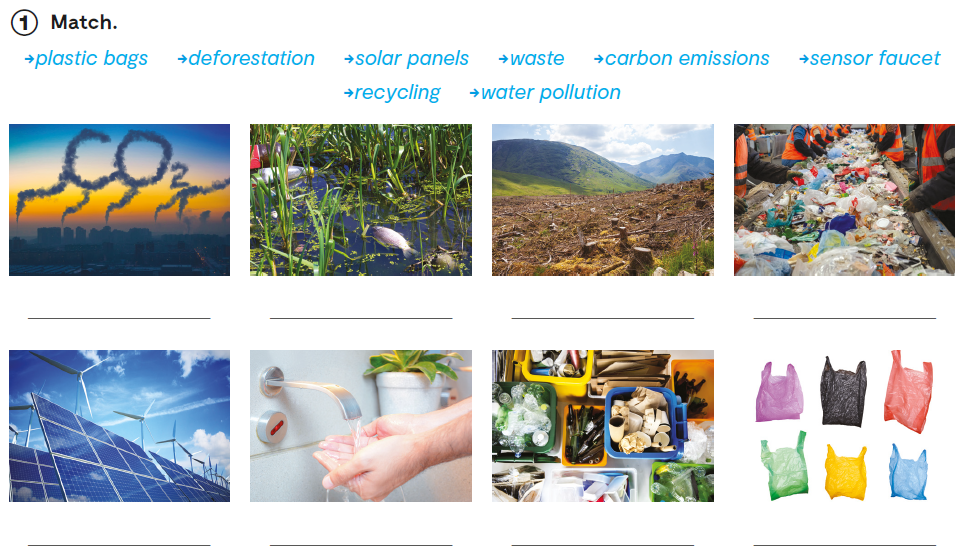 1 Match.
→plastic bags →deforestation →solar panels →waste →carbon emissions →sensor faucet
→recycling →water pollution
CO2